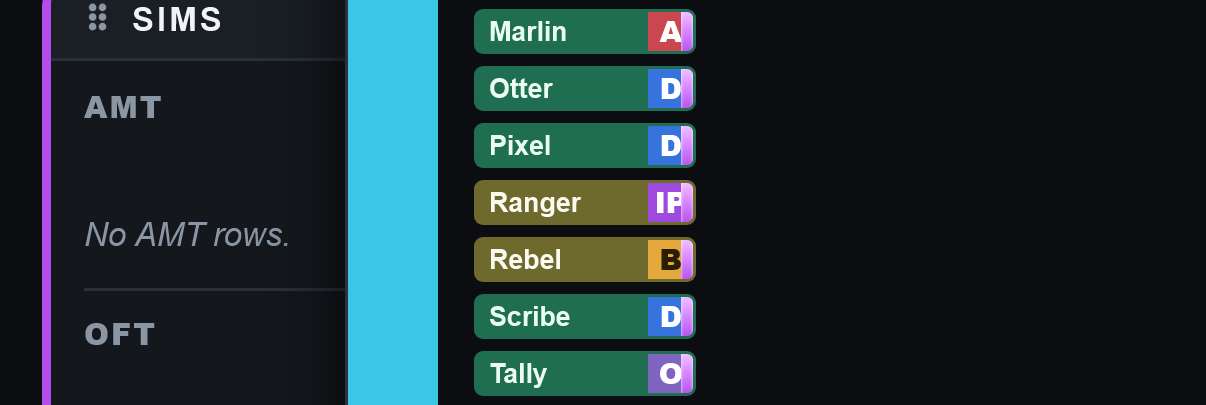 SIMS
AMT
No AMT rows.
OFT
Marlin A
Otter D
Pixel D
Ranger IP
Rebel B
Scribe D
Tally O